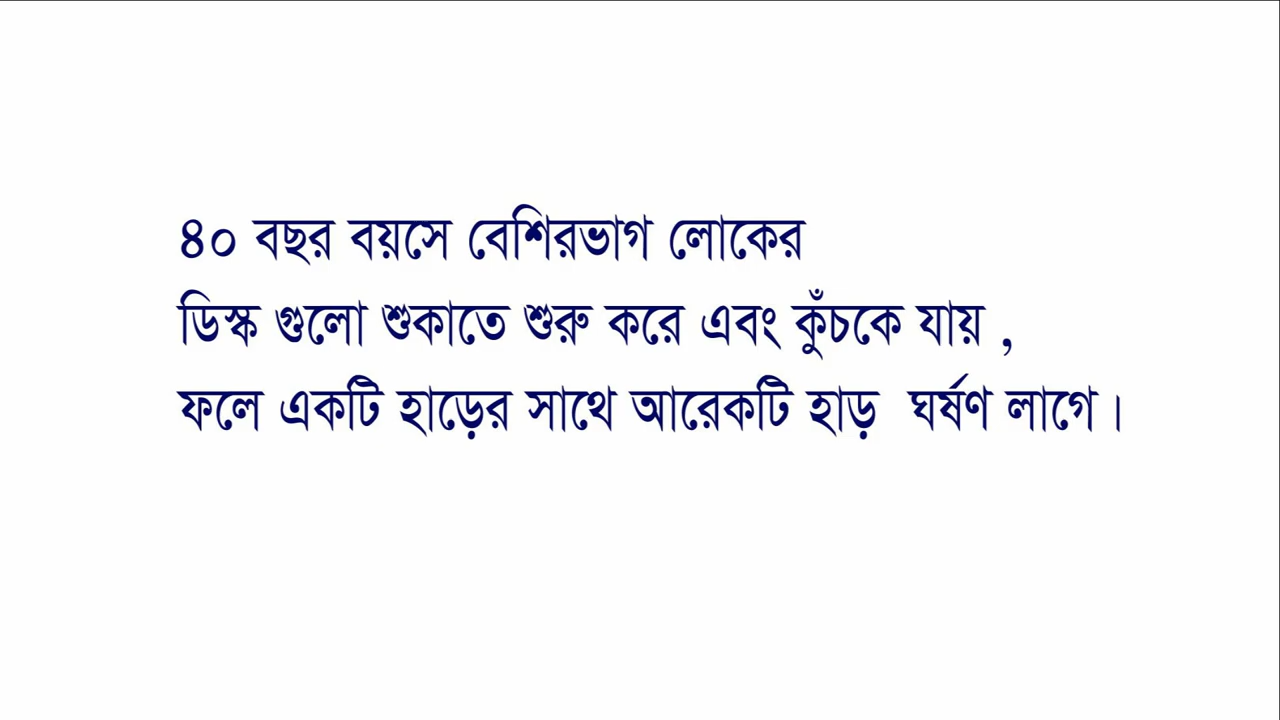 ৪০ বছর বয়সে বেশিরভাগ লোকের
ডিস্ক গুলো শুকাতে শুরু করে এবং কুঁচকে যায় ,
ফলে একটি হাড়ের সাথে আরেকটি হাড় ঘর্ষণ লাগে।